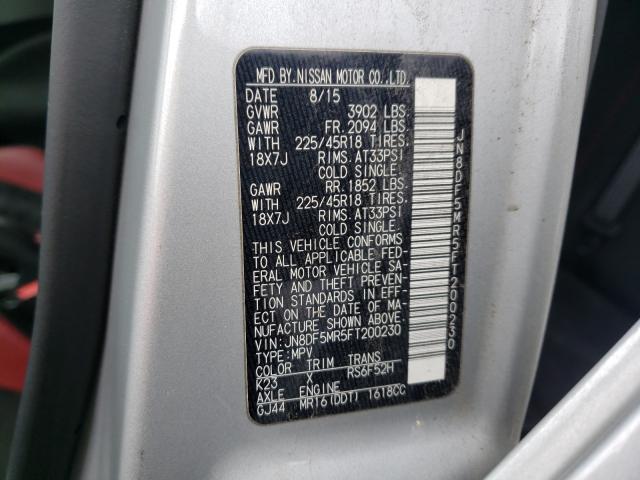 MFD BY.NISSAN MOTOR CO.,LTD.
DATE 8/15
GVWR 3902 LBS.
GAWR FR.2094 LBS.
WITH 225/45R18 TIRES.
18X7J RIMS.AT33PSI
COLD SINGLE.
GAWR RR.1852 LBS.
WITH 225/45R18 TIRES.
18X7J RIMS.AT33PSI
COLD SINGLE.
THIS VEHICLE CONFORMS
TO ALL APPLICABLE FED-
ERAL MOTOR VEHICLE SA-
FETY AND THEFT PREVEN-
TION STANDARDS IN EFF-
ECT ON THE DATE OF MA-
NUFACTURE SHOWN ABOVE.
VIN: JN8DF5MR5FT200230
TYPE: MPV
COLOR TRIM TRANS
K23 X RS6F52H
AXLE ENGINE
GJ44 MR16(DDT) 1618CC
JN8DF5MR5FT200230